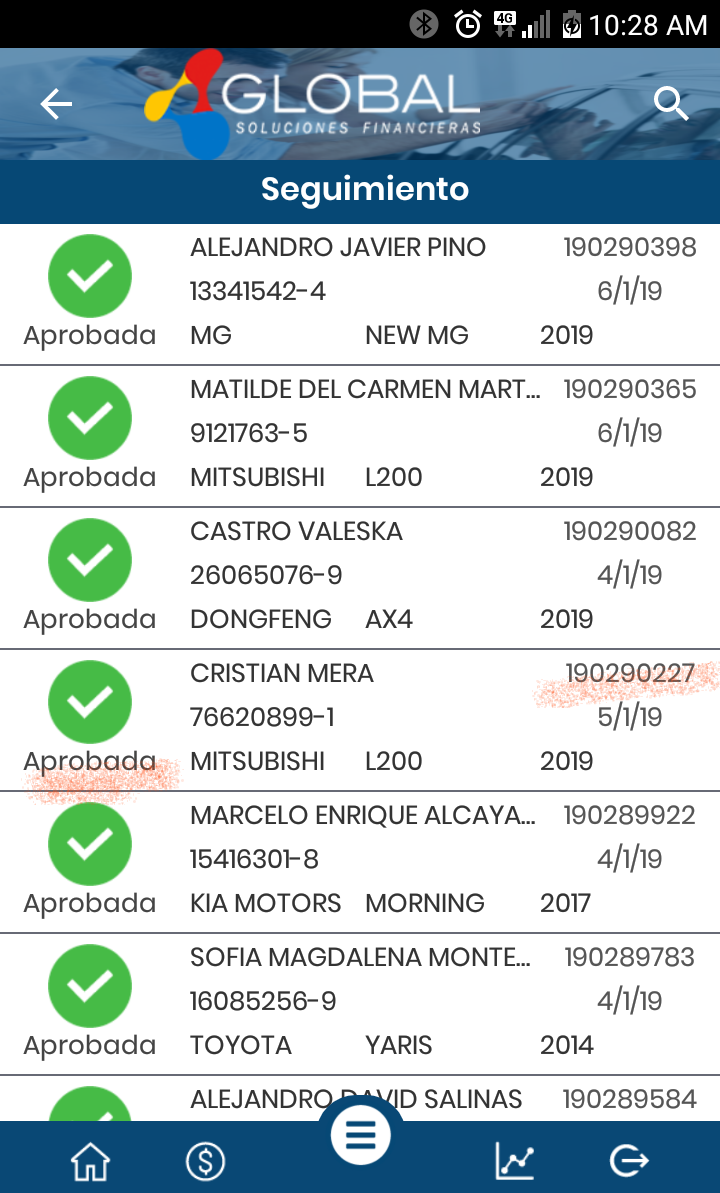 4G 10:28 AM
GLOBAL
SOLUCIONES FINANCIERAS
Seguimiento
ALEJANDRO JAVIER PINO 190290398
13341542-4 6/1/19
Aprobada MG NEW MG 2019
MATILDE DEL CARMEN MART... 190290365
9121763-5 6/1/19
Aprobada MITSUBISHI L200 2019
CASTRO VALESKA 190290082
26065076-9 4/1/19
Aprobada DONGFENG AX4 2019
CRISTIAN MERA 190290227
76620899-1 5/1/19
Aprobada MITSUBISHI L200 2019
MARCELO ENRIQUE ALCAYA... 190289922
15416301-8 4/1/19
Aprobada KIA MOTORS MORNING 2017
SOFIA MAGDALENA MONTE... 190289783
16085256-9 4/1/19
Aprobada TOYOTA YARIS 2014
ALEJANDRO DAVID SALINAS 190289584